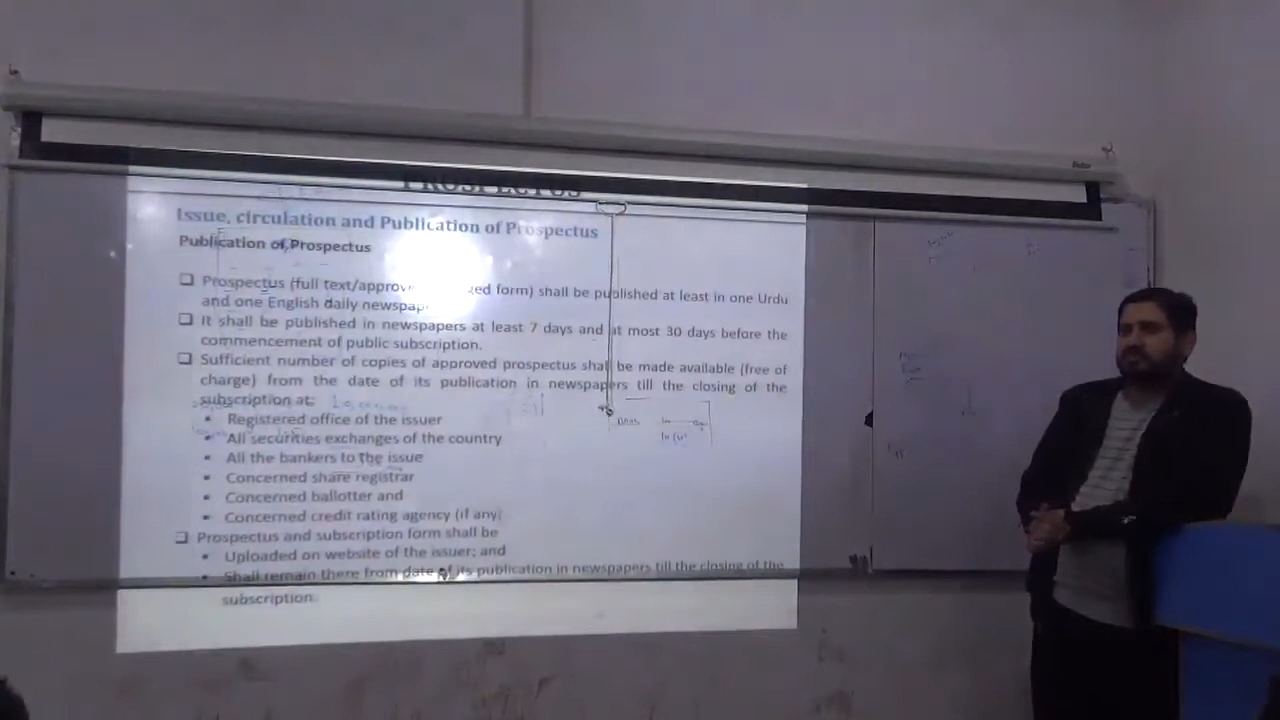 PROSPECTUS
Issue, circulation and Publication of Prospectus
Publication of Prospectus
❑ Prospectus (full text/approv ed form) shall be published at least in one Urdu
and one English daily newspap
❑ It shall be published in newspapers at least 7 days and at most 30 days before the
commencement of public subscription.
❑ Sufficient number of copies of approved prospectus shall be made available (free of
charge) from the date of its publication in newspapers till the closing of the
subscription at:
▪ Registered office of the issuer
▪ All securities exchanges of the country
▪ All the bankers to the issue
▪ Concerned share registrar
▪ Concerned ballotter and
▪ Concerned credit rating agency (if any)
❑ Prospectus and subscription form shall be
▪ Uploaded on website of the issuer; and
▪ Shall remain there from date of its publication in newspapers till the closing of the
subscription.